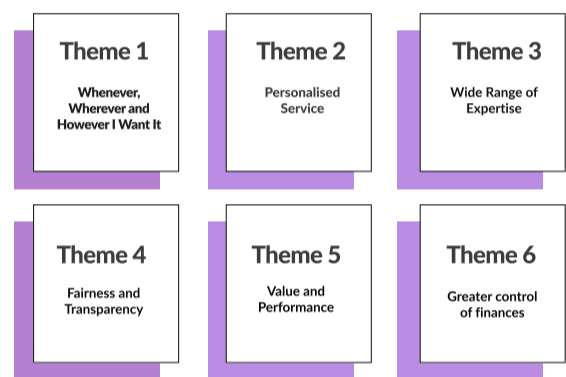 Theme 1
Whenever,
Wherever and
However I Want It
Theme 2
Personalised
Service
Theme 3
Wide Range of
Expertise
Theme 4
Fairness and
Transparency
Theme 5
Value and
Performance
Theme 6
Greater control
of finances